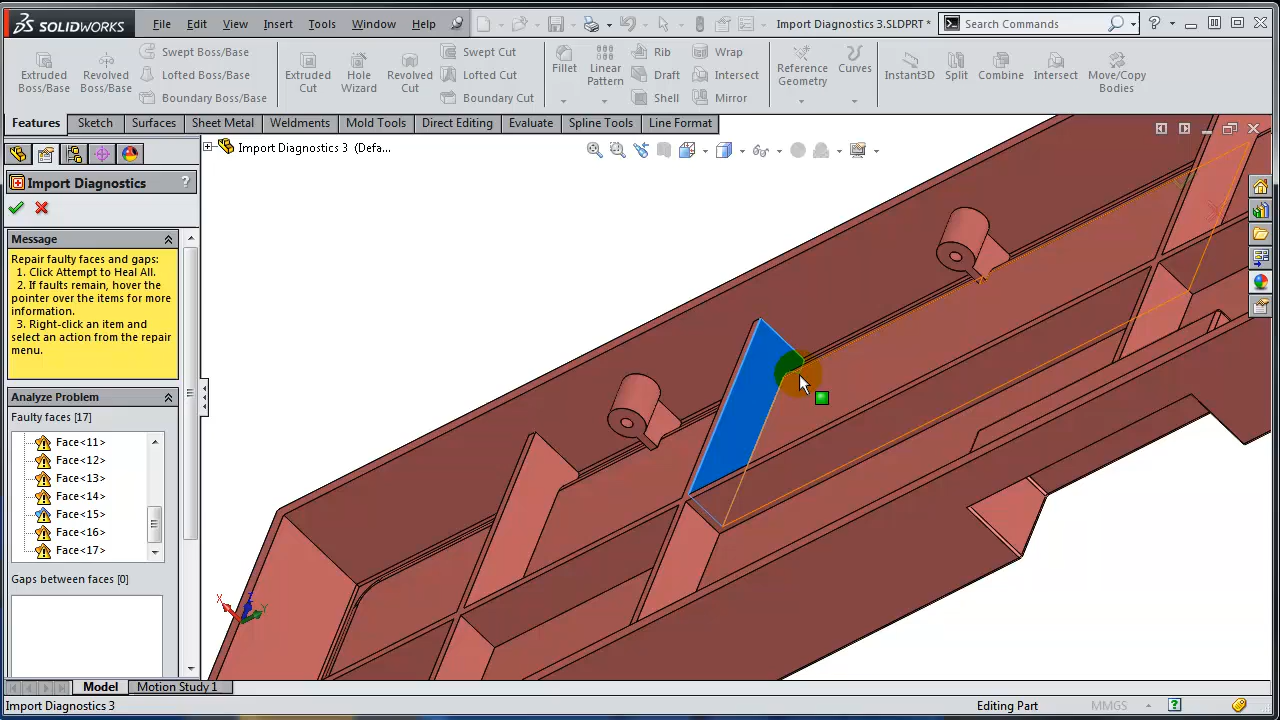 SOLIDWORKS
File Edit View Insert Tools Window Help
Import Diagnostics 3.SLDPRT *
Search Commands
Extruded Boss/Base
Revolved Boss/Base
Swept Boss/Base
Lofted Boss/Base
Boundary Boss/Base
Extruded Cut
Hole Wizard
Revolved Cut
Swept Cut
Lofted Cut
Boundary Cut
Fillet
Linear Pattern
Rib
Draft
Shell
Wrap
Intersect
Mirror
Reference Geometry
Curves
Instant3D
Split
Combine
Intersect
Move/Copy Bodies
Features Sketch Surfaces Sheet Metal Weldments Mold Tools Direct Editing Evaluate Spline Tools Line Format
Import Diagnostics 3 (Defa...
Import Diagnostics ?
Message
Repair faulty faces and gaps:
1. Click Attempt to Heal All.
2. If faults remain, hover the
pointer over the items for more
information.
3. Right-click an item and
select an action from the repair
menu.
Analyze Problem
Faulty faces [17]
Face<11>
Face<12>
Face<13>
Face<14>
Face<15>
Face<16>
Face<17>
Gaps between faces [0]
X Z Y
Model Motion Study 1
Import Diagnostics 3 Editing Part MMGS ?